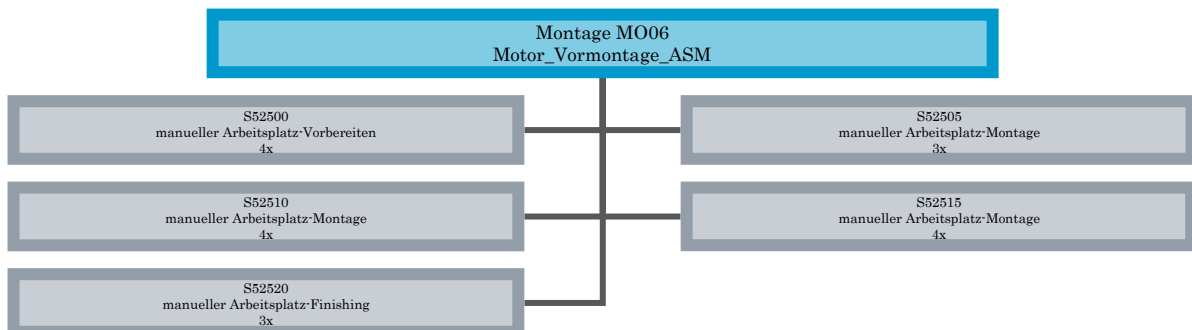 Montage MO06
Motor_Vormontage_ASM
S52500
manueller Arbeitsplatz-Vorbereiten
4x
S52505
manueller Arbeitsplatz-Montage
3x
S52510
manueller Arbeitsplatz-Montage
4x
S52515
manueller Arbeitsplatz-Montage
4x
S52520
manueller Arbeitsplatz-Finishing
3x